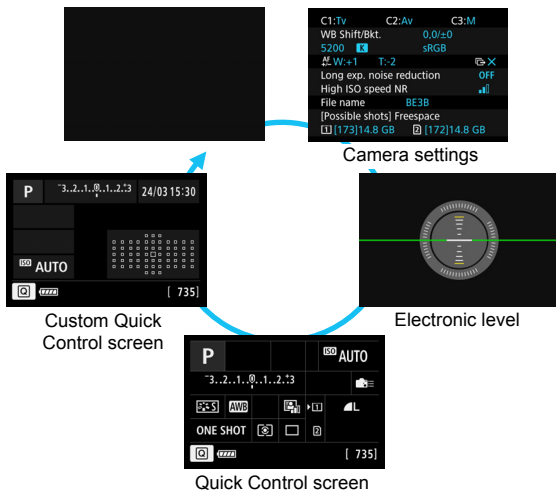 C1:Tv C2:Av C3:M
WB Shift/Bkt. 0,0/±0
5200 K sRGB
AF W:+1 T:-2
Long exp. noise reduction OFF
High ISO speed NR
File name BE3B
[Possible shots] Freespace
1 [173]14.8 GB 2 [172]14.8 GB
Camera settings
P -3..2..1..0..1..2..+3 24/03 15:30
ISO AUTO
Q [ 735]
Custom Quick
Control screen
Electronic level
P ISO AUTO
-3..2..1..0..1..2..+3
S AWB 1 L
ONE SHOT 2
Q [ 735]
Quick Control screen